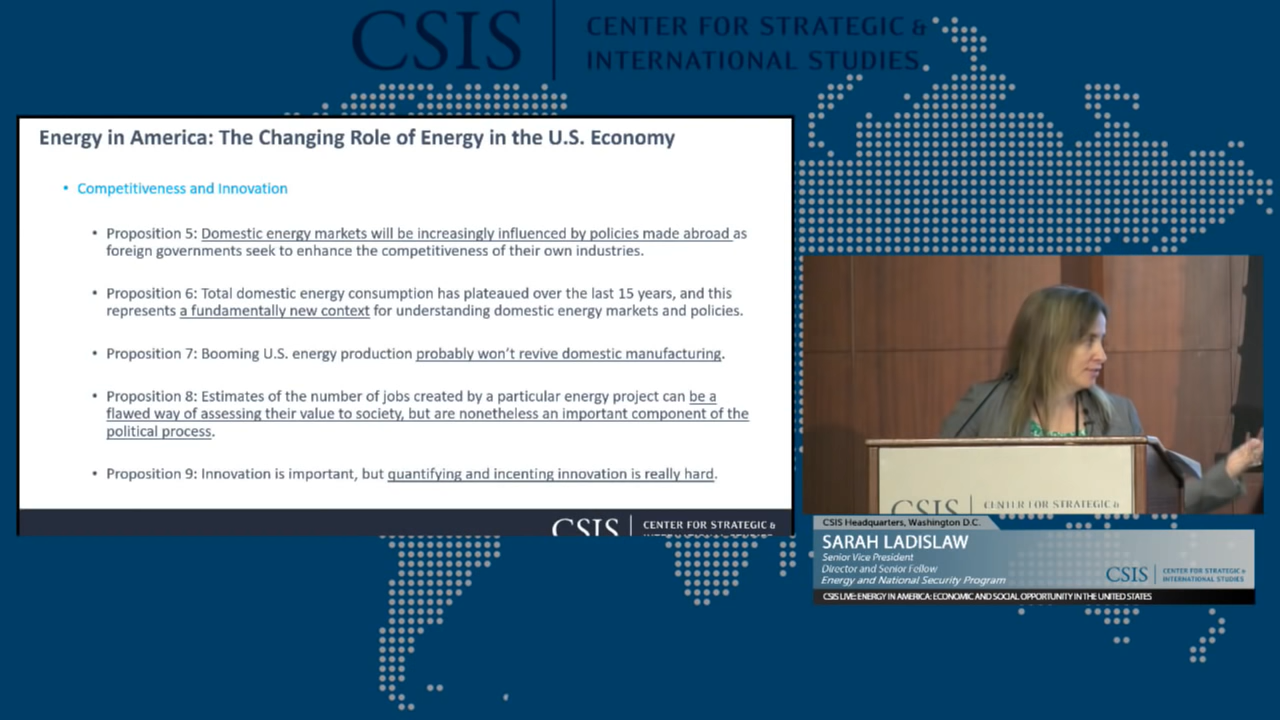 CSIS
CENTER FOR STRATEGIC &
INTERNATIONAL STUDIES
Energy in America: The Changing Role of Energy in the U.S. Economy
• Competitiveness and Innovation
• Proposition 5: Domestic energy markets will be increasingly influenced by policies made abroad as
foreign governments seek to enhance the competitiveness of their own industries.
• Proposition 6: Total domestic energy consumption has plateaued over the last 15 years, and this
represents a fundamentally new context for understanding domestic energy markets and policies.
• Proposition 7: Booming U.S. energy production probably won't revive domestic manufacturing.
• Proposition 8: Estimates of the number of jobs created by a particular energy project can be a
flawed way of assessing their value to society, but are nonetheless an important component of the
political process.
• Proposition 9: Innovation is important, but quantifying and incenting innovation is really hard.
CSIS
CENTER FOR STRATEGIC &
CSIS
CENTER FOR STRATEGIC &
CSIS Headquarters, Washington D.C.
SARAH LADISLAW
Senior Vice President
Director and Senior Fellow
Energy and National Security Program
CSIS
CENTER FOR STRATEGIC &
INTERNATIONAL STUDIES
CSIS LIVE: ENERGY IN AMERICA: ECONOMIC AND SOCIAL OPPORTUNITY IN THE UNITED STATES